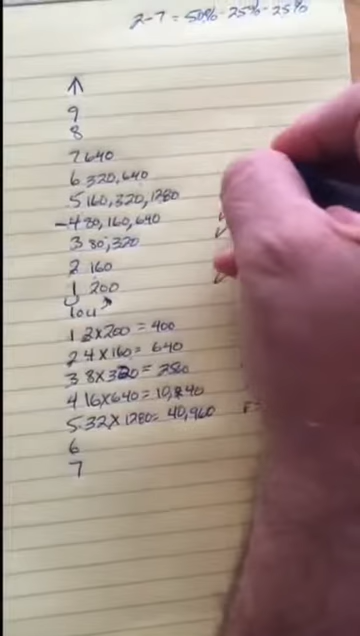 2-7 = 50% - 25% - 25%
9
8
7 640
6 320,640
5 160,320,1280
-4 80,160,640
3 80,320
2 160
1 200
1 2x200 = 400
2 4x160 = 640
3 8x320 =
4 16x640 = 10,240
5 32x1280 = 40,960
6
7